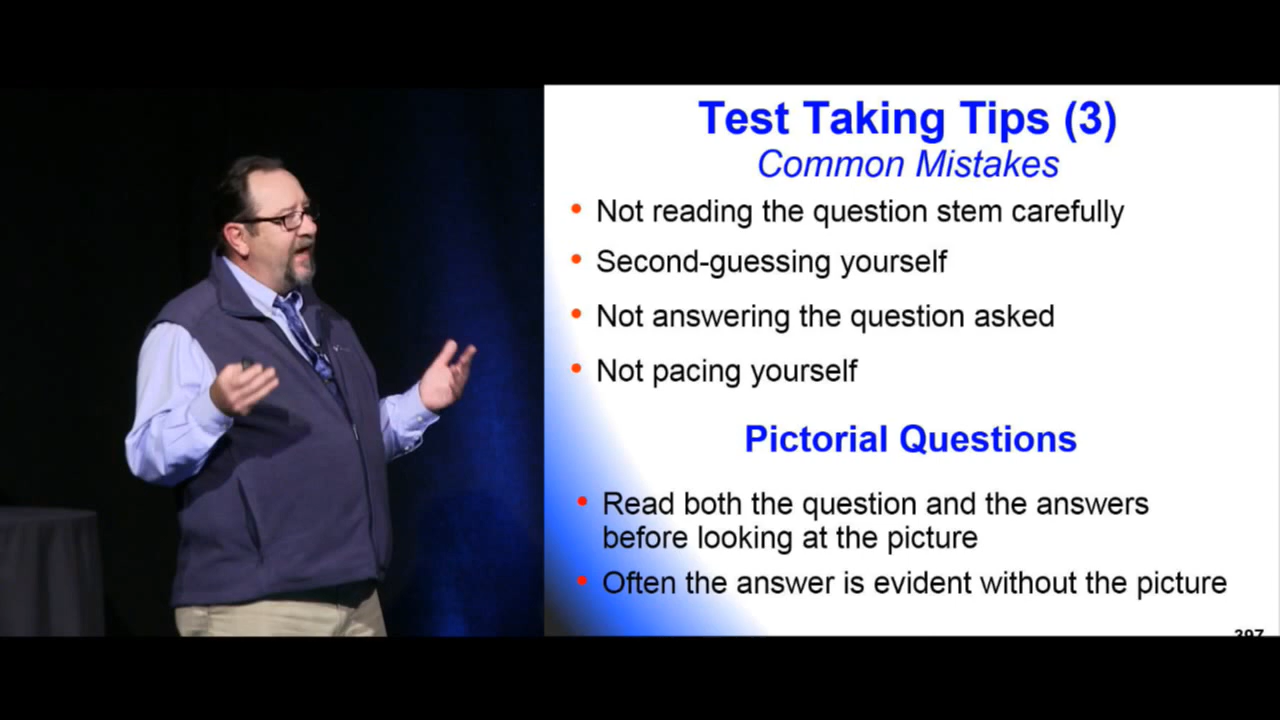 Test Taking Tips (3)
Common Mistakes
• Not reading the question stem carefully
• Second-guessing yourself
• Not answering the question asked
• Not pacing yourself
Pictorial Questions
• Read both the question and the answers
before looking at the picture
• Often the answer is evident without the picture
397